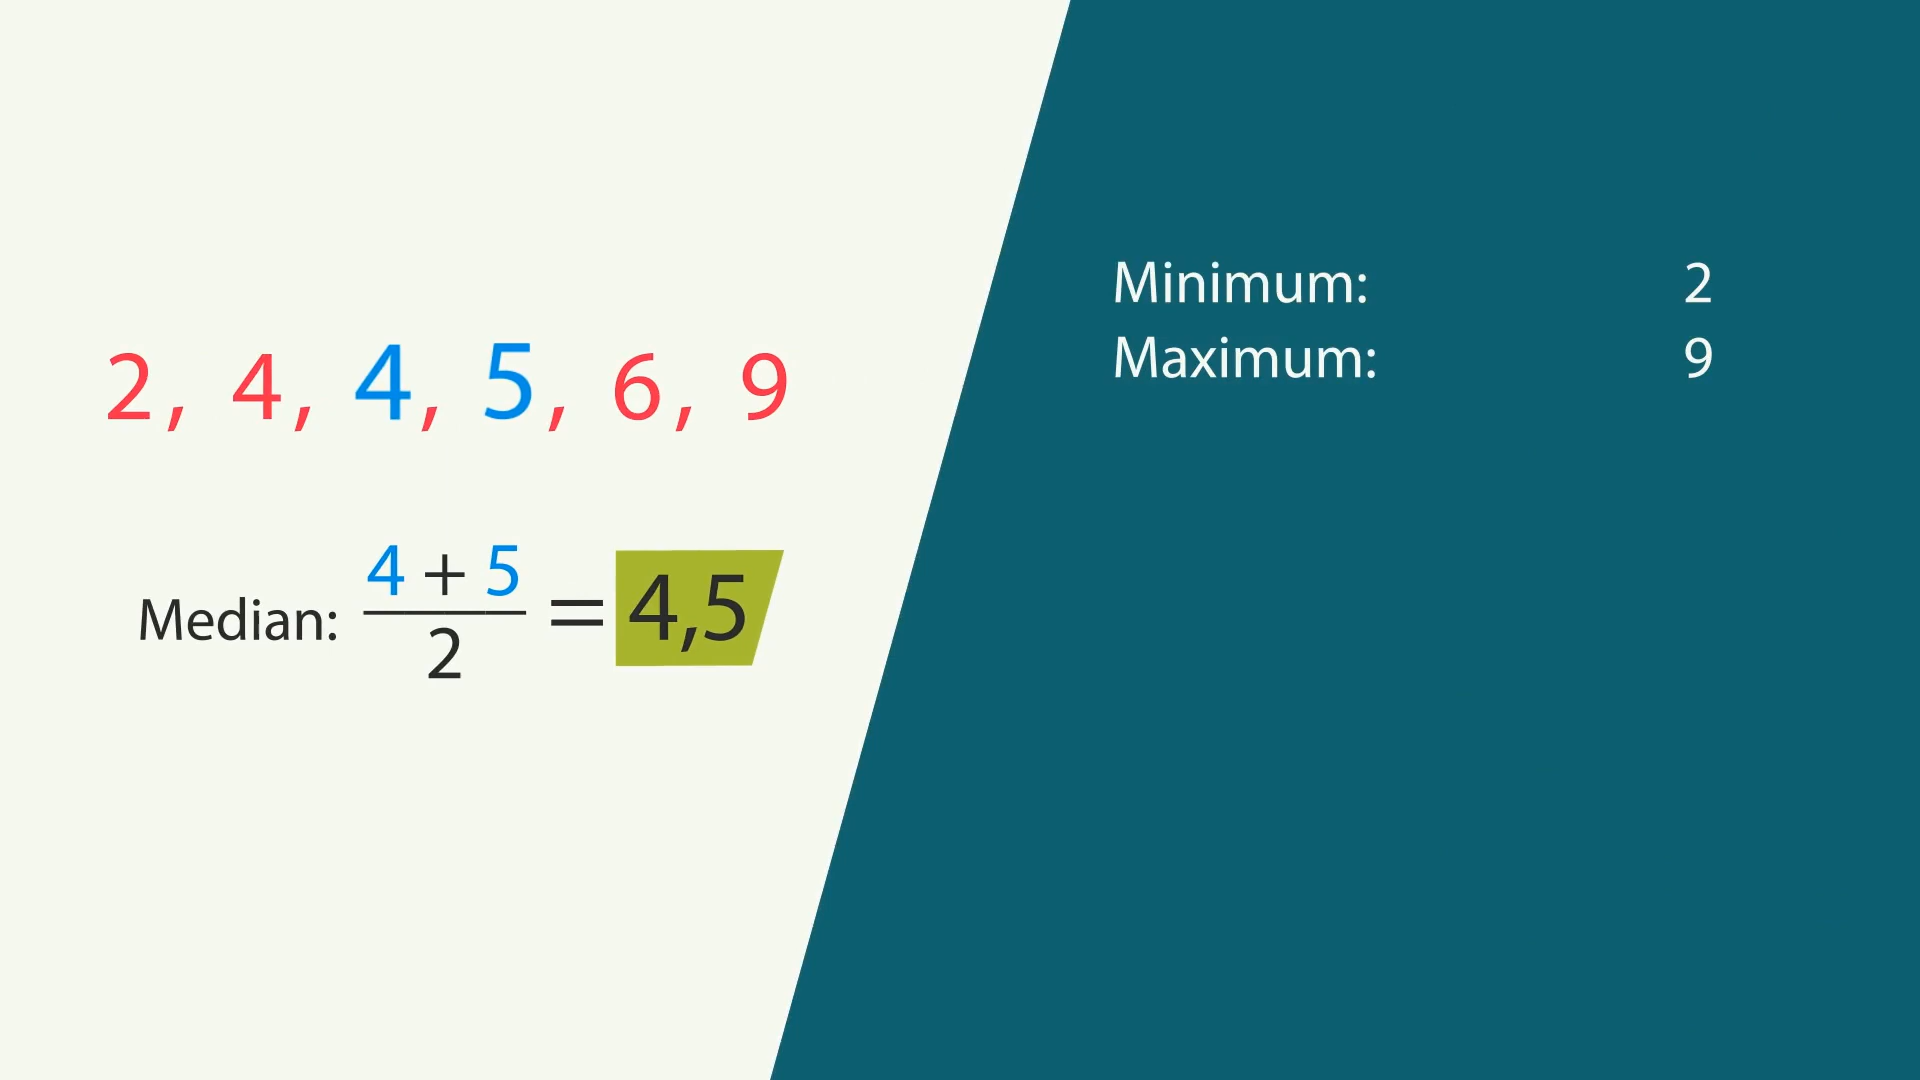 2, 4, 4, 5, 6, 9
Median: 4 + 5 / 2 = 4,5
Minimum: 2
Maximum: 9